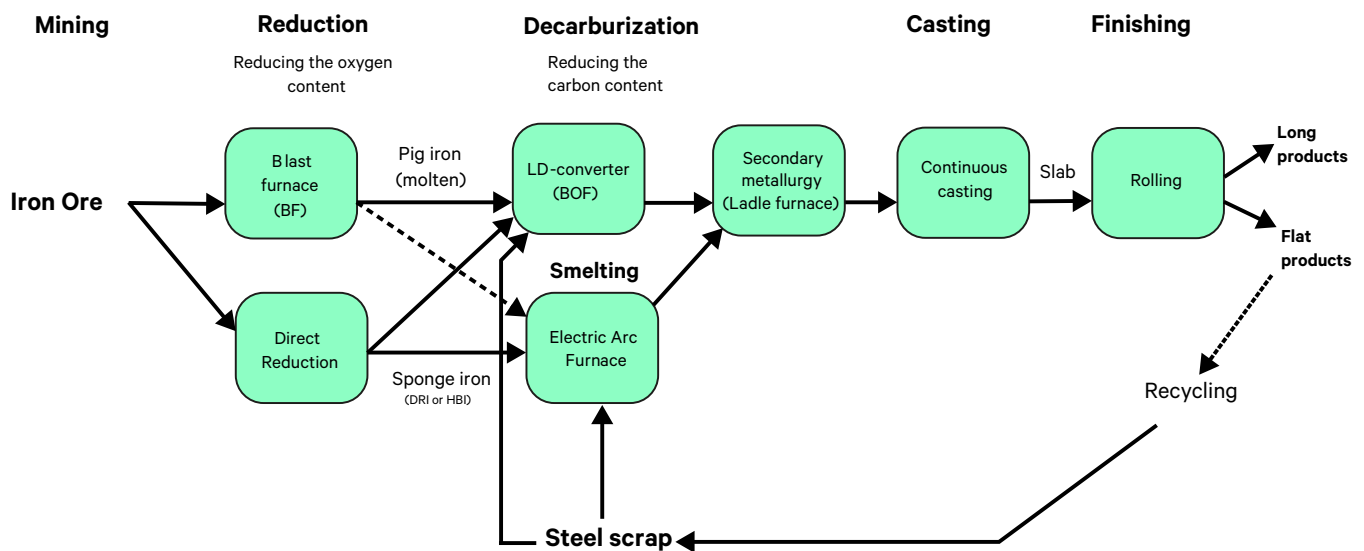 Mining
Reduction
Decarburization
Casting
Finishing
Reducing the oxygen
content
Reducing the
carbon content
Iron Ore
Blast
furnace
(BF)
Pig iron
(molten)
LD-converter
(BOF)
Secondary
metallurgy
(Ladle furnace)
Continuous
casting
Slab
Rolling
Long
products
Flat
products
Smelting
Direct
Reduction
Sponge iron
(DRI or HBI)
Electric Arc
Furnace
Recycling
Steel scrap